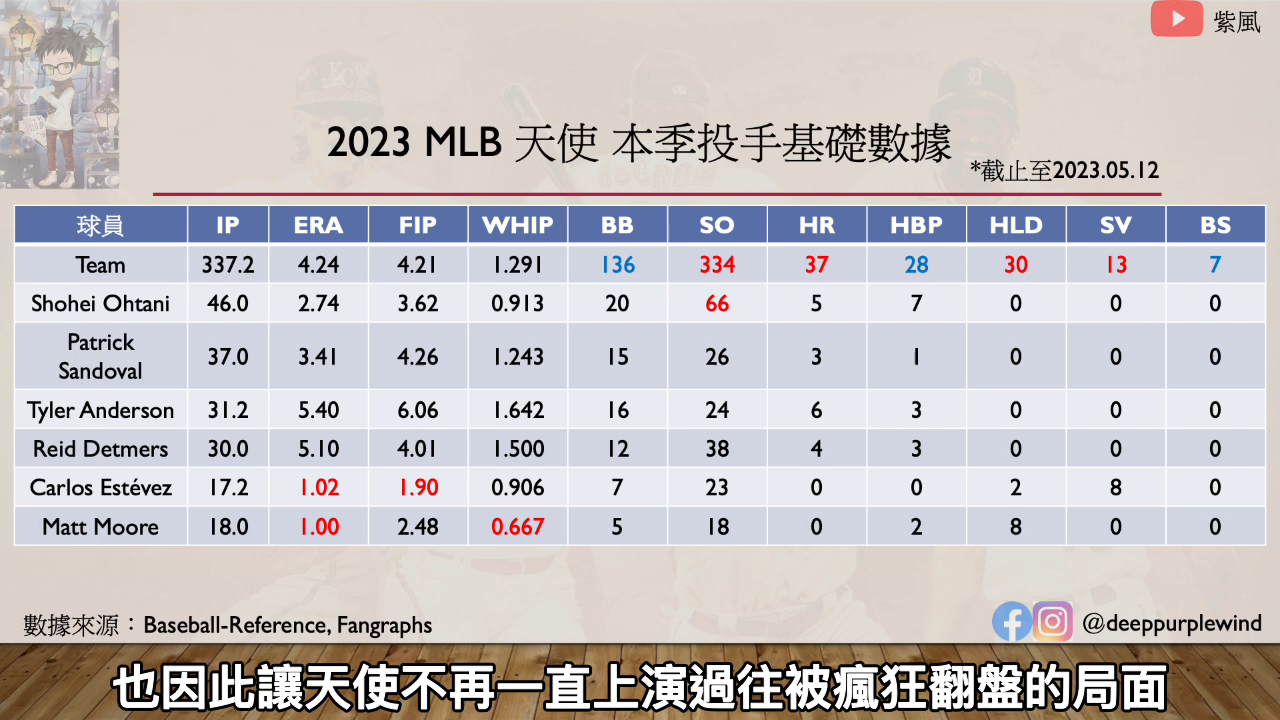 紫風
2023 MLB 天使 本季投手基礎數據
*截止至2023.05.12
球員 IP ERA FIP WHIP BB SO HR HBP HLD SV BS
Team 337.2 4.24 4.21 1.291 136 334 37 28 30 13 7
Shohei Ohtani 46.0 2.74 3.62 0.913 20 66 5 7 0 0 0
Patrick
Sandoval 37.0 3.41 4.26 1.243 15 26 3 1 0 0 0
Tyler Anderson 31.2 5.40 6.06 1.642 16 24 6 3 0 0 0
Reid Detmers 30.0 5.10 4.01 1.500 12 38 4 3 0 0 0
Carlos Estévez 17.2 1.02 1.90 0.906 7 23 0 0 2 8 0
Matt Moore 18.0 1.00 2.48 0.667 5 18 0 2 8 0 0
數據來源：Baseball-Reference, Fangraphs
@deeppurplewind
也因此讓天使不再一直上演過往被瘋狂翻盤的局面